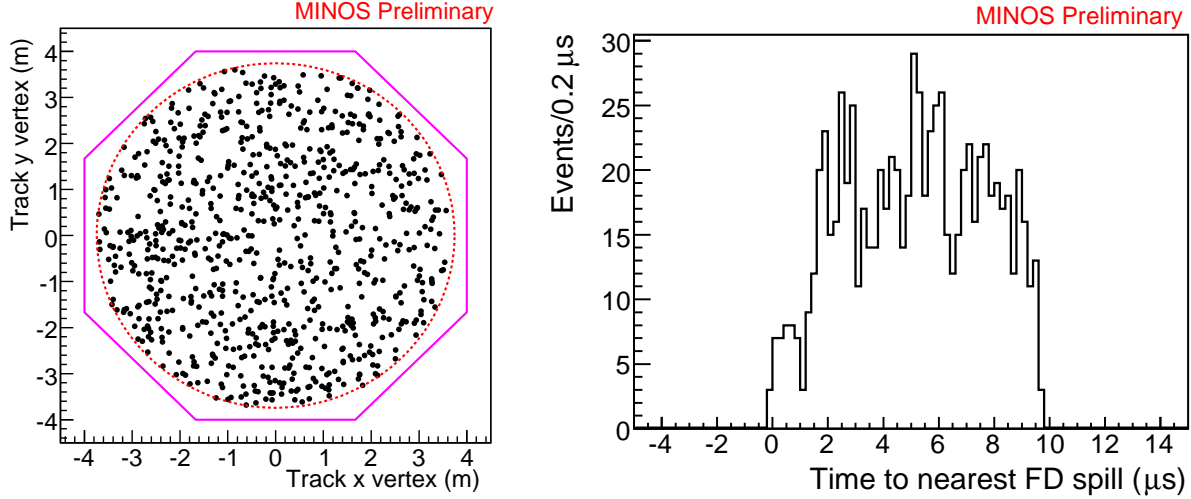 MINOS Preliminary
Track y vertex (m)
4
3
2
1
0
-1
-2
-3
-4
-4 -3 -2 -1 0 1 2 3 4
Track x vertex (m)
MINOS Preliminary
Events/0.2 μs
30
25
20
15
10
5
0
-4 -2 0 2 4 6 8 10 12 14
Time to nearest FD spill (μs)